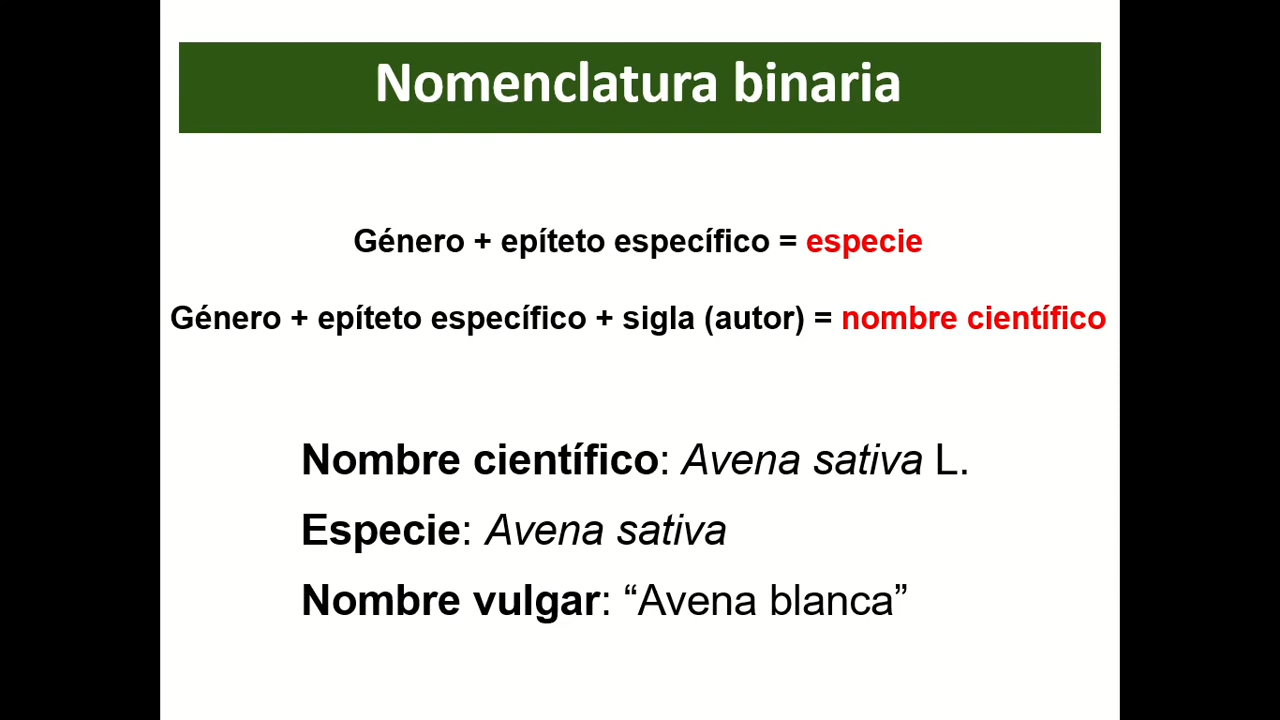 Nomenclatura binaria
Género + epíteto específico = especie
Género + epíteto específico + sigla (autor) = nombre científico
Nombre científico: Avena sativa L.
Especie: Avena sativa
Nombre vulgar: “Avena blanca”